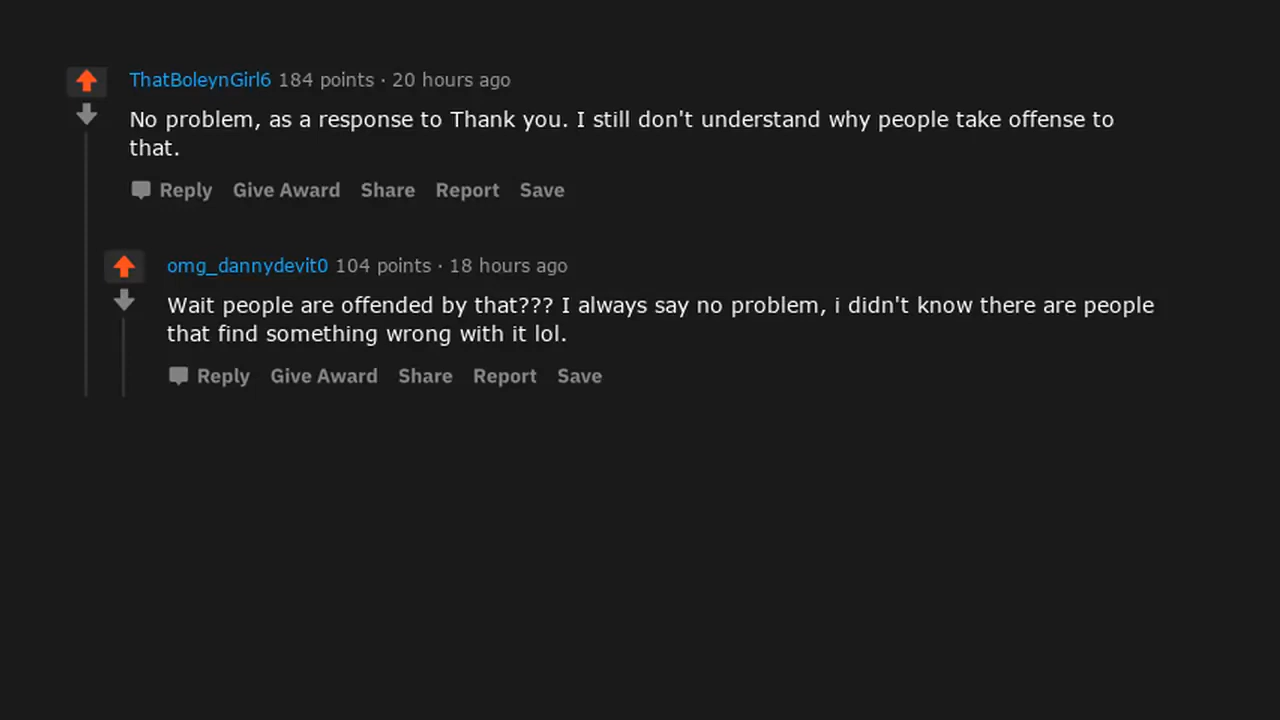 ThatBoleynGirl6 184 points · 20 hours ago
No problem, as a response to Thank you. I still don't understand why people take offense to
that.
Reply Give Award Share Report Save
omg_dannydevit0 104 points · 18 hours ago
Wait people are offended by that??? I always say no problem, i didn't know there are people
that find something wrong with it lol.
Reply Give Award Share Report Save